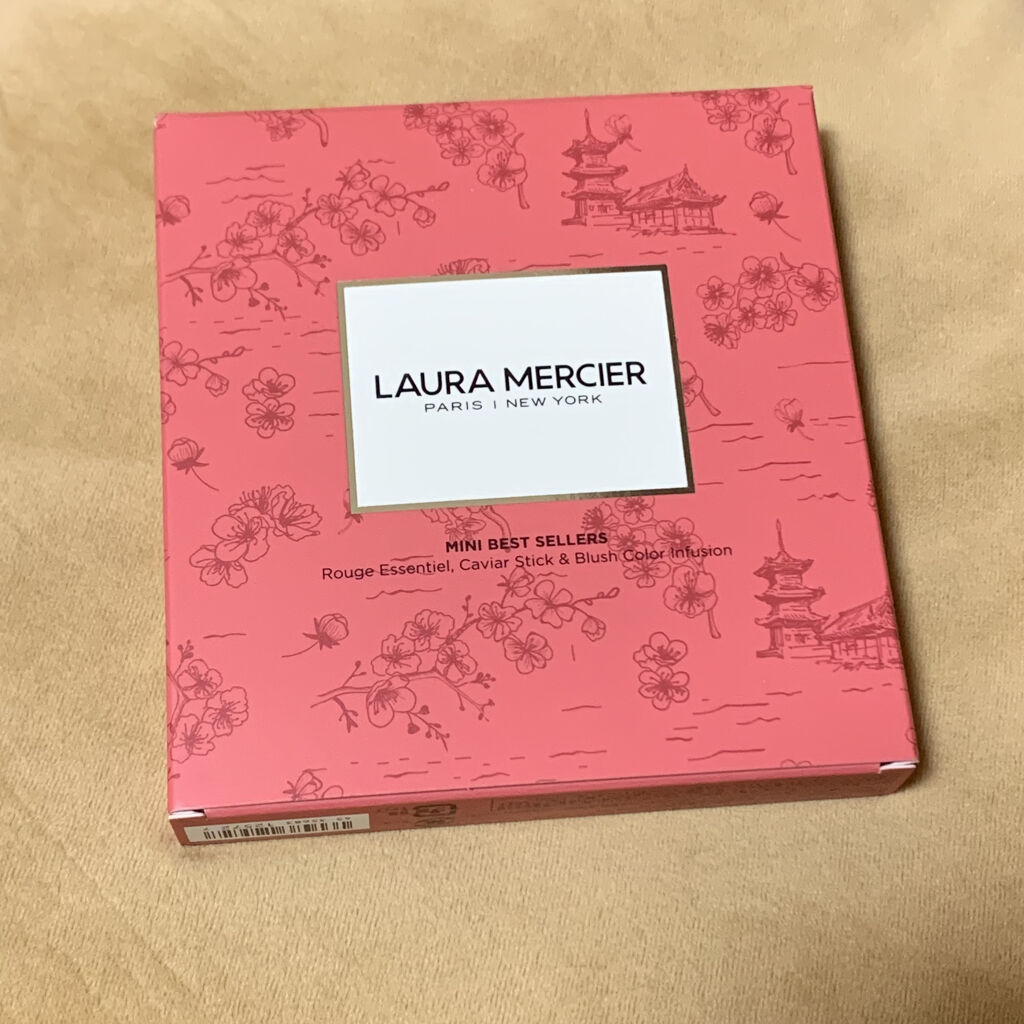 LAURA MERCIER
PARIS | NEW YORK
MINI BEST SELLERS
Rouge Essentiel, Caviar Stick & Blush Color Infusion